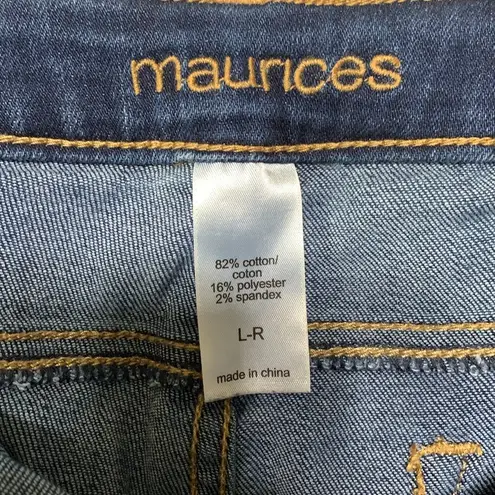 maurices
82% cotton/
coton
16% polyester
2% spandex
L-R
made in china